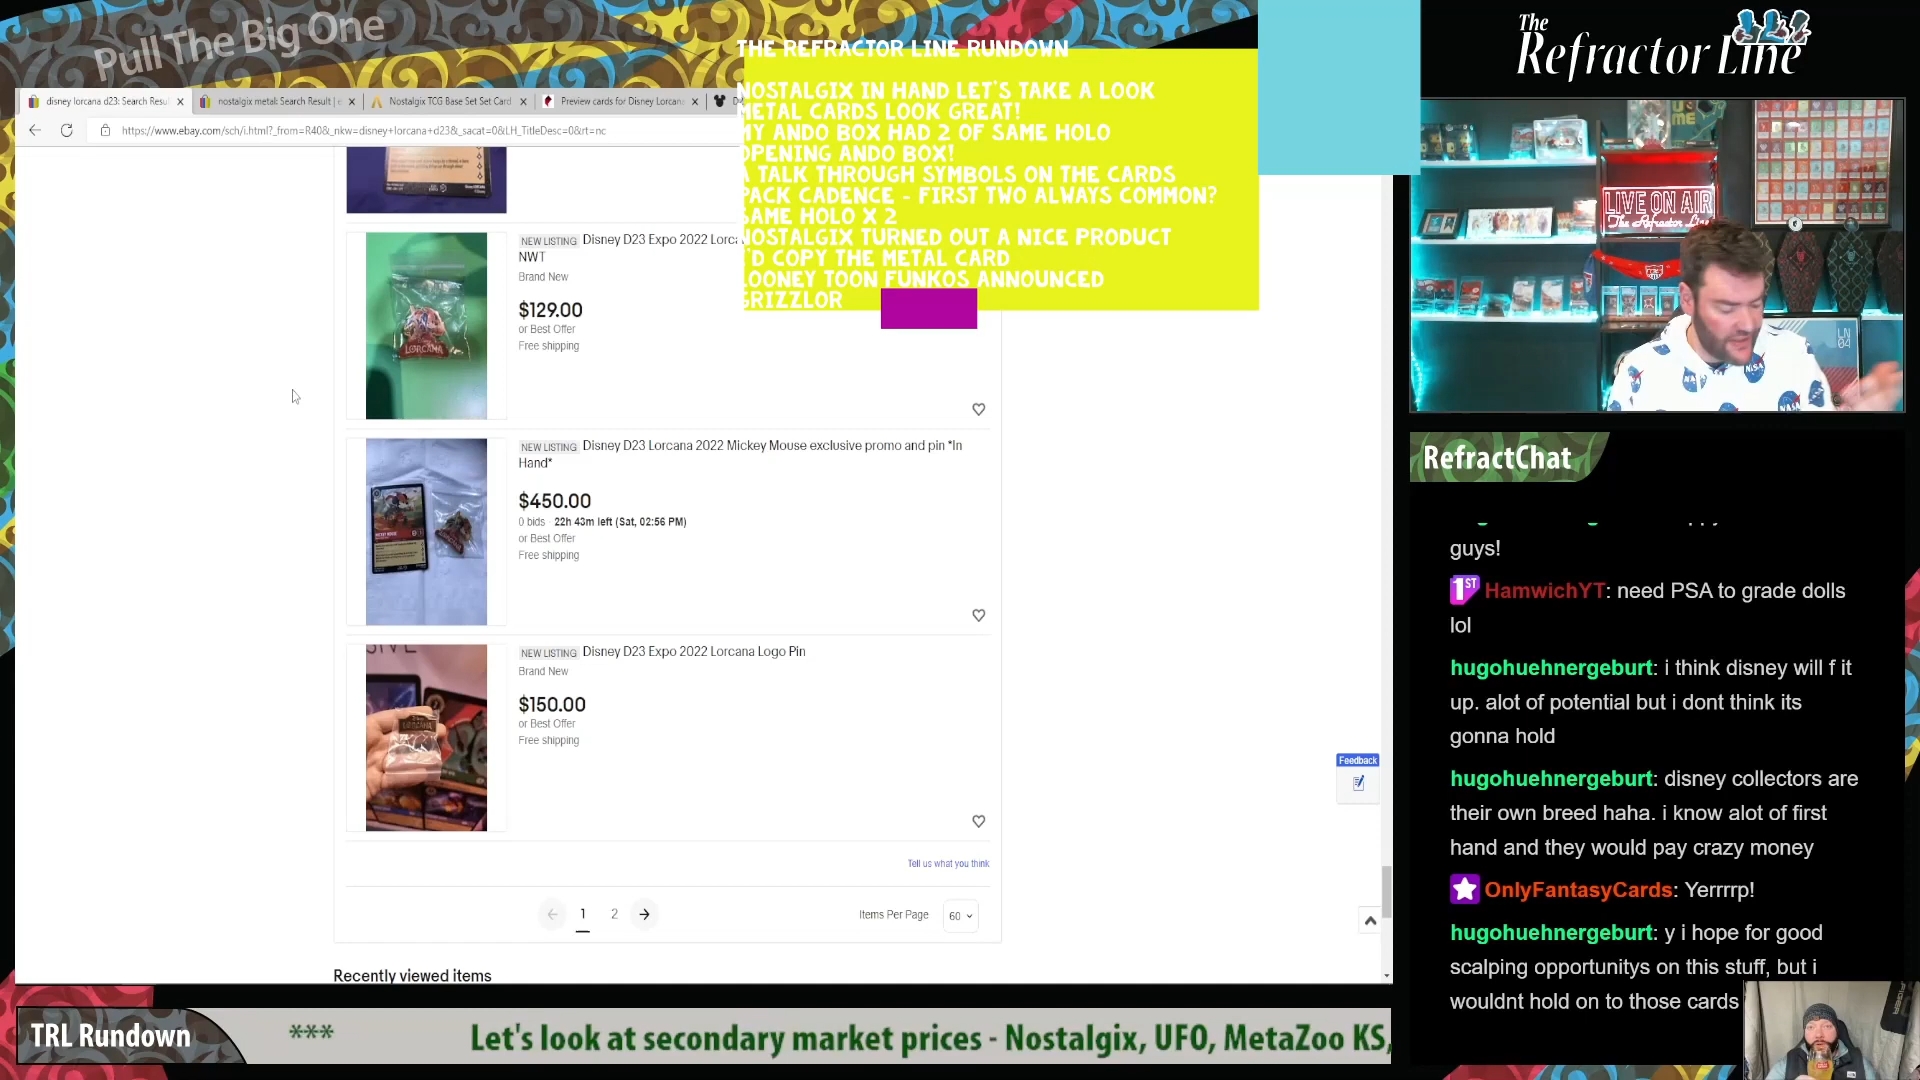 Pull The Big One
THE REFRACTOR LINE RUNDOWN
NOSTALGIX IN HAND LET'S TAKE A LOOK
METAL CARDS LOOK GREAT!
MY ANDO BOX HAD 2 OF SAME HOLO
OPENING ANDO BOX!
A TALK THROUGH SYMBOLS ON THE CARDS
PACK CADENCE - FIRST TWO ALWAYS COMMON?
SAME HOLO X 2
NOSTALGIX TURNED OUT A NICE PRODUCT
I'D COPY THE METAL CARD
LOONEY TOON FUNKOS ANNOUNCED
GRIZZLOR
The
Refractor Line
disney lorcana d23: Search Resul
nostalgix metal: Search Result | e
Nostalgix TCG Base Set Set Card
Preview cards for Disney Lorcana
https://www.ebay.com/sch/i.html?_from=R40&_nkw=disney+lorcana+d23&_sacat=0&LH_TitleDesc=0&rt=nc
NEW LISTING Disney D23 Expo 2022 Lorca
NWT
Brand New
$129.00
or Best Offer
Free shipping
LORCANA
NEW LISTING Disney D23 Lorcana 2022 Mickey Mouse exclusive promo and pin *In
Hand*
$450.00
0 bids · 22h 43m left (Sat, 02:56 PM)
or Best Offer
Free shipping
NEW LISTING Disney D23 Expo 2022 Lorcana Logo Pin
Brand New
$150.00
or Best Offer
Free shipping
Tell us what you think
1 2
Items Per Page 60
Recently viewed items
Feedback
LIVE ON AIR
The Refractor Line
NASA
LN
04
RefractChat
guys!
1ST HamwichYT: need PSA to grade dolls
lol
hugohuehnergeburt: i think disney will f it
up. alot of potential but i dont think its
gonna hold
hugohuehnergeburt: disney collectors are
their own breed haha. i know alot of first
hand and they would pay crazy money
OnlyFantasyCards: Yerrrrp!
hugohuehnergeburt: y i hope for good
scalping opportunitys on this stuff, but i
wouldnt hold on to those cards
TRL Rundown
*** Let's look at secondary market prices - Nostalgix, UFO, MetaZoo KS,